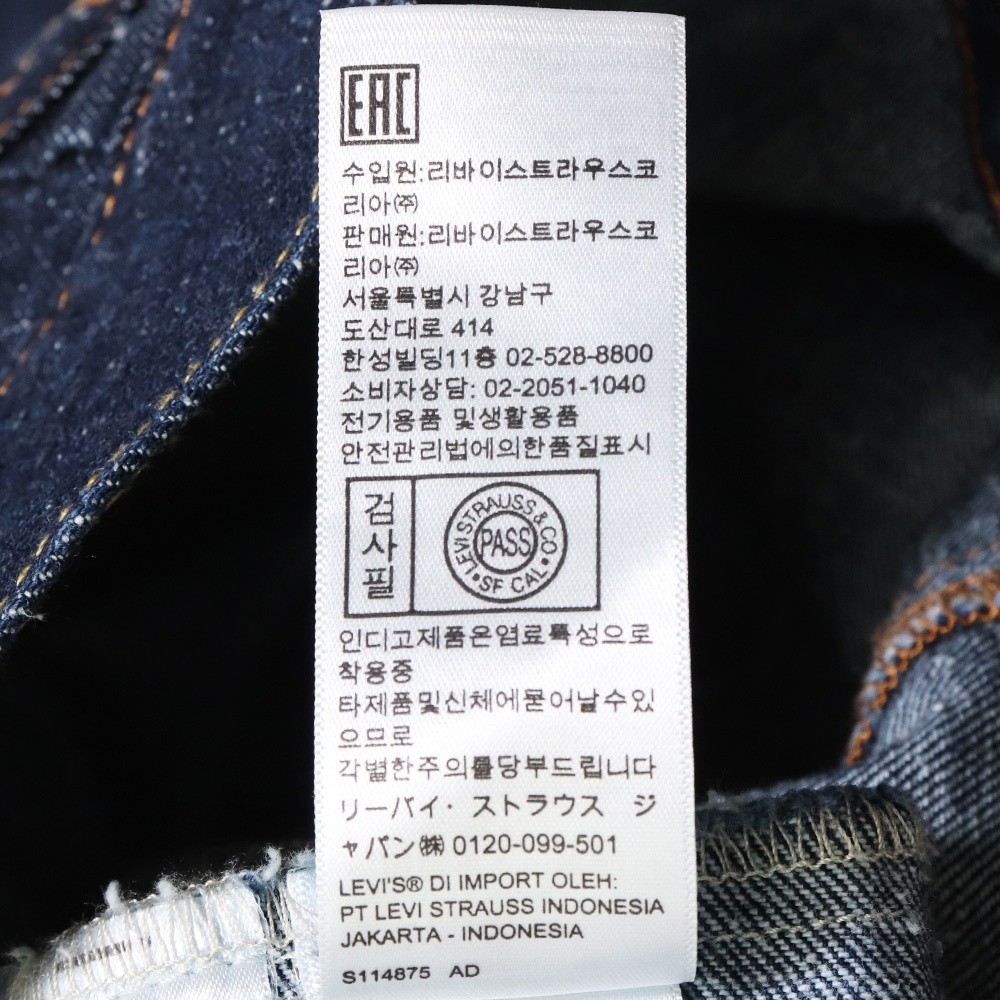 EAC
수입원:리바이스트라우스코
리아㈜
판매원:리바이스트라우스코
리아㈜
서울특별시 강남구
도산대로 414
한성빌딩11층 02-528-8800
소비자상담: 02-2051-1040
전기용품 및생활용품
안전관리법에의한품질표시
검
사
필
LEVI STRAUSS & CO
PASS
•SF CAL•
인디고제품은염료특성으로
착용중
타제품및신체에묻어날수있
으므로
각별한주의를당부드립니다
リーバイ・ストラウス ジ
ャパン㈱ 0120-099-501
LEVI'S® DI IMPORT OLEH:
PT LEVI STRAUSS INDONESIA
JAKARTA - INDONESIA
S114875 AD